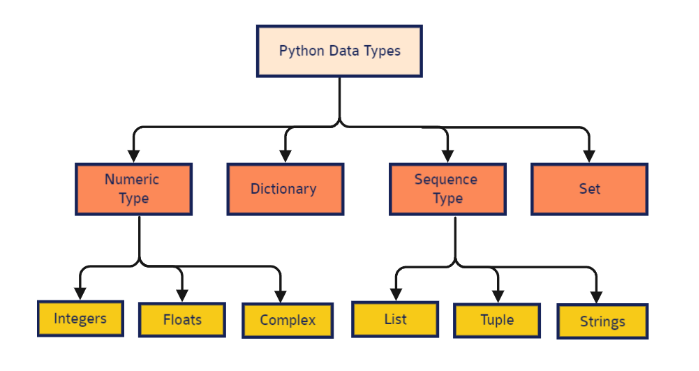 Python Data Types
Numeric
Type
Dictionary
Sequence
Type
Set
Integers
Floats
Complex
List
Tuple
Strings